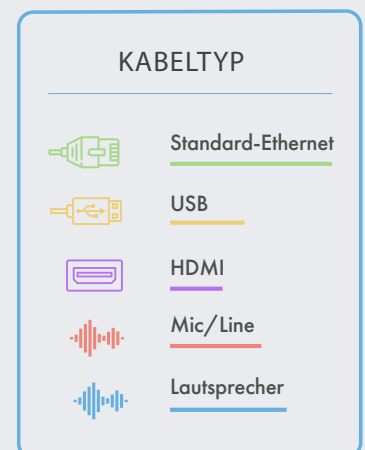 KABELTYP
Standard-Ethernet
USB
HDMI
Mic/Line
Lautsprecher